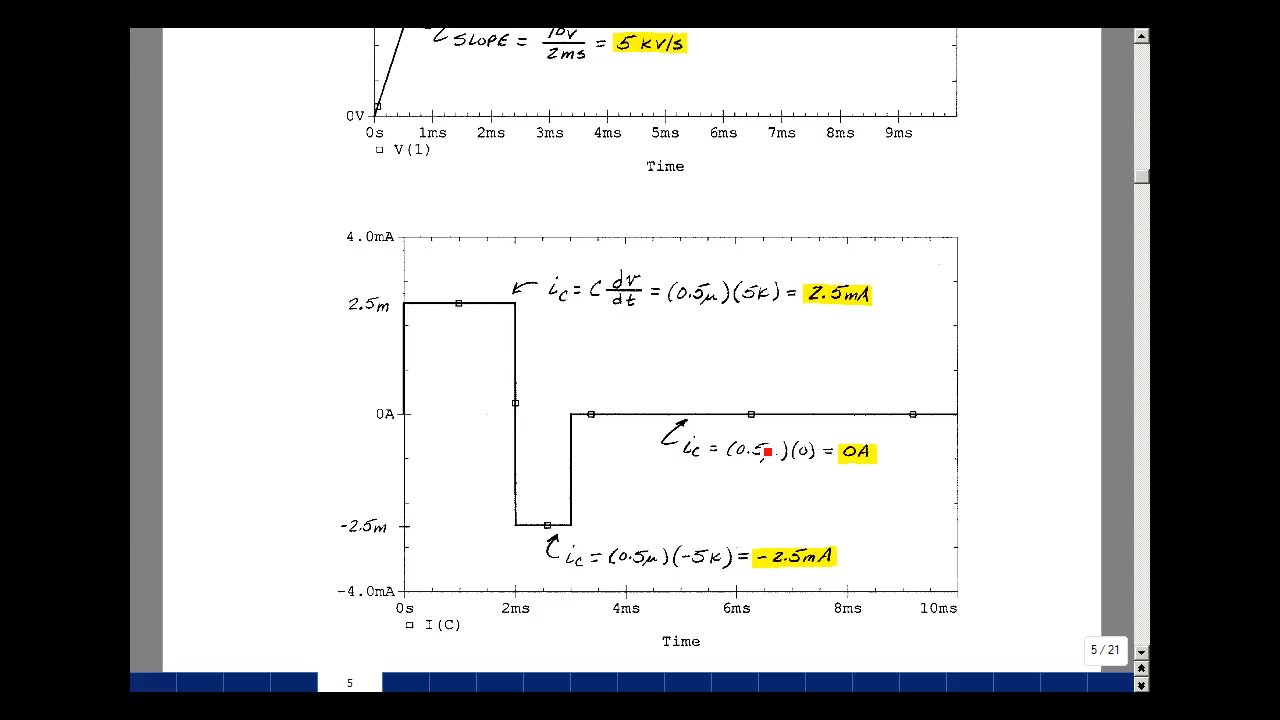 SLOPE = 10V / 2ms = 5 KV/S
0V
0s 1ms 2ms 3ms 4ms 5ms 6ms 7ms 8ms 9ms
V(1)
Time
4.0mA
ic = C dv/dt = (0.5μ)(5K) = 2.5mA
2.5m
0A
ic = (0.5 )(0) = 0A
-2.5m
ic = (0.5μ)(-5K) = -2.5mA
-4.0mA
0s 2ms 4ms 6ms 8ms 10ms
I(C)
Time
5 / 21
5